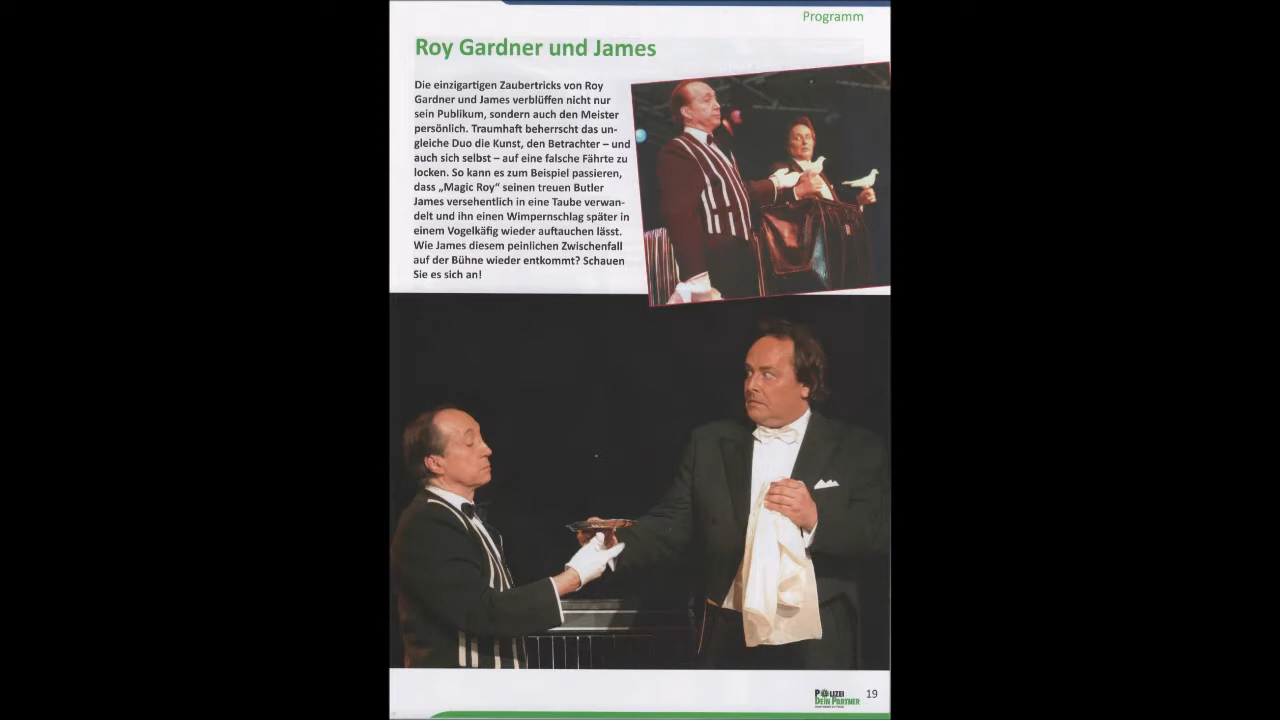 Programm
Roy Gardner und James
Die einzigartigen Zaubertricks von Roy
Gardner und James verblüffen nicht nur
sein Publikum, sondern auch den Meister
persönlich. Traumhaft beherrscht das un-
gleiche Duo die Kunst, den Betrachter – und
auch sich selbst – auf eine falsche Fährte zu
locken. So kann es zum Beispiel passieren,
dass „Magic Roy“ seinen treuen Butler
James versehentlich in eine Taube verwan-
delt und ihn einen Wimpernschlag später in
einem Vogelkäfig wieder auftauchen lässt.
Wie James diesem peinlichen Zwischenfall
auf der Bühne wieder entkommt? Schauen
Sie es sich an!
POLIZEI
DEIN PARTNER
19